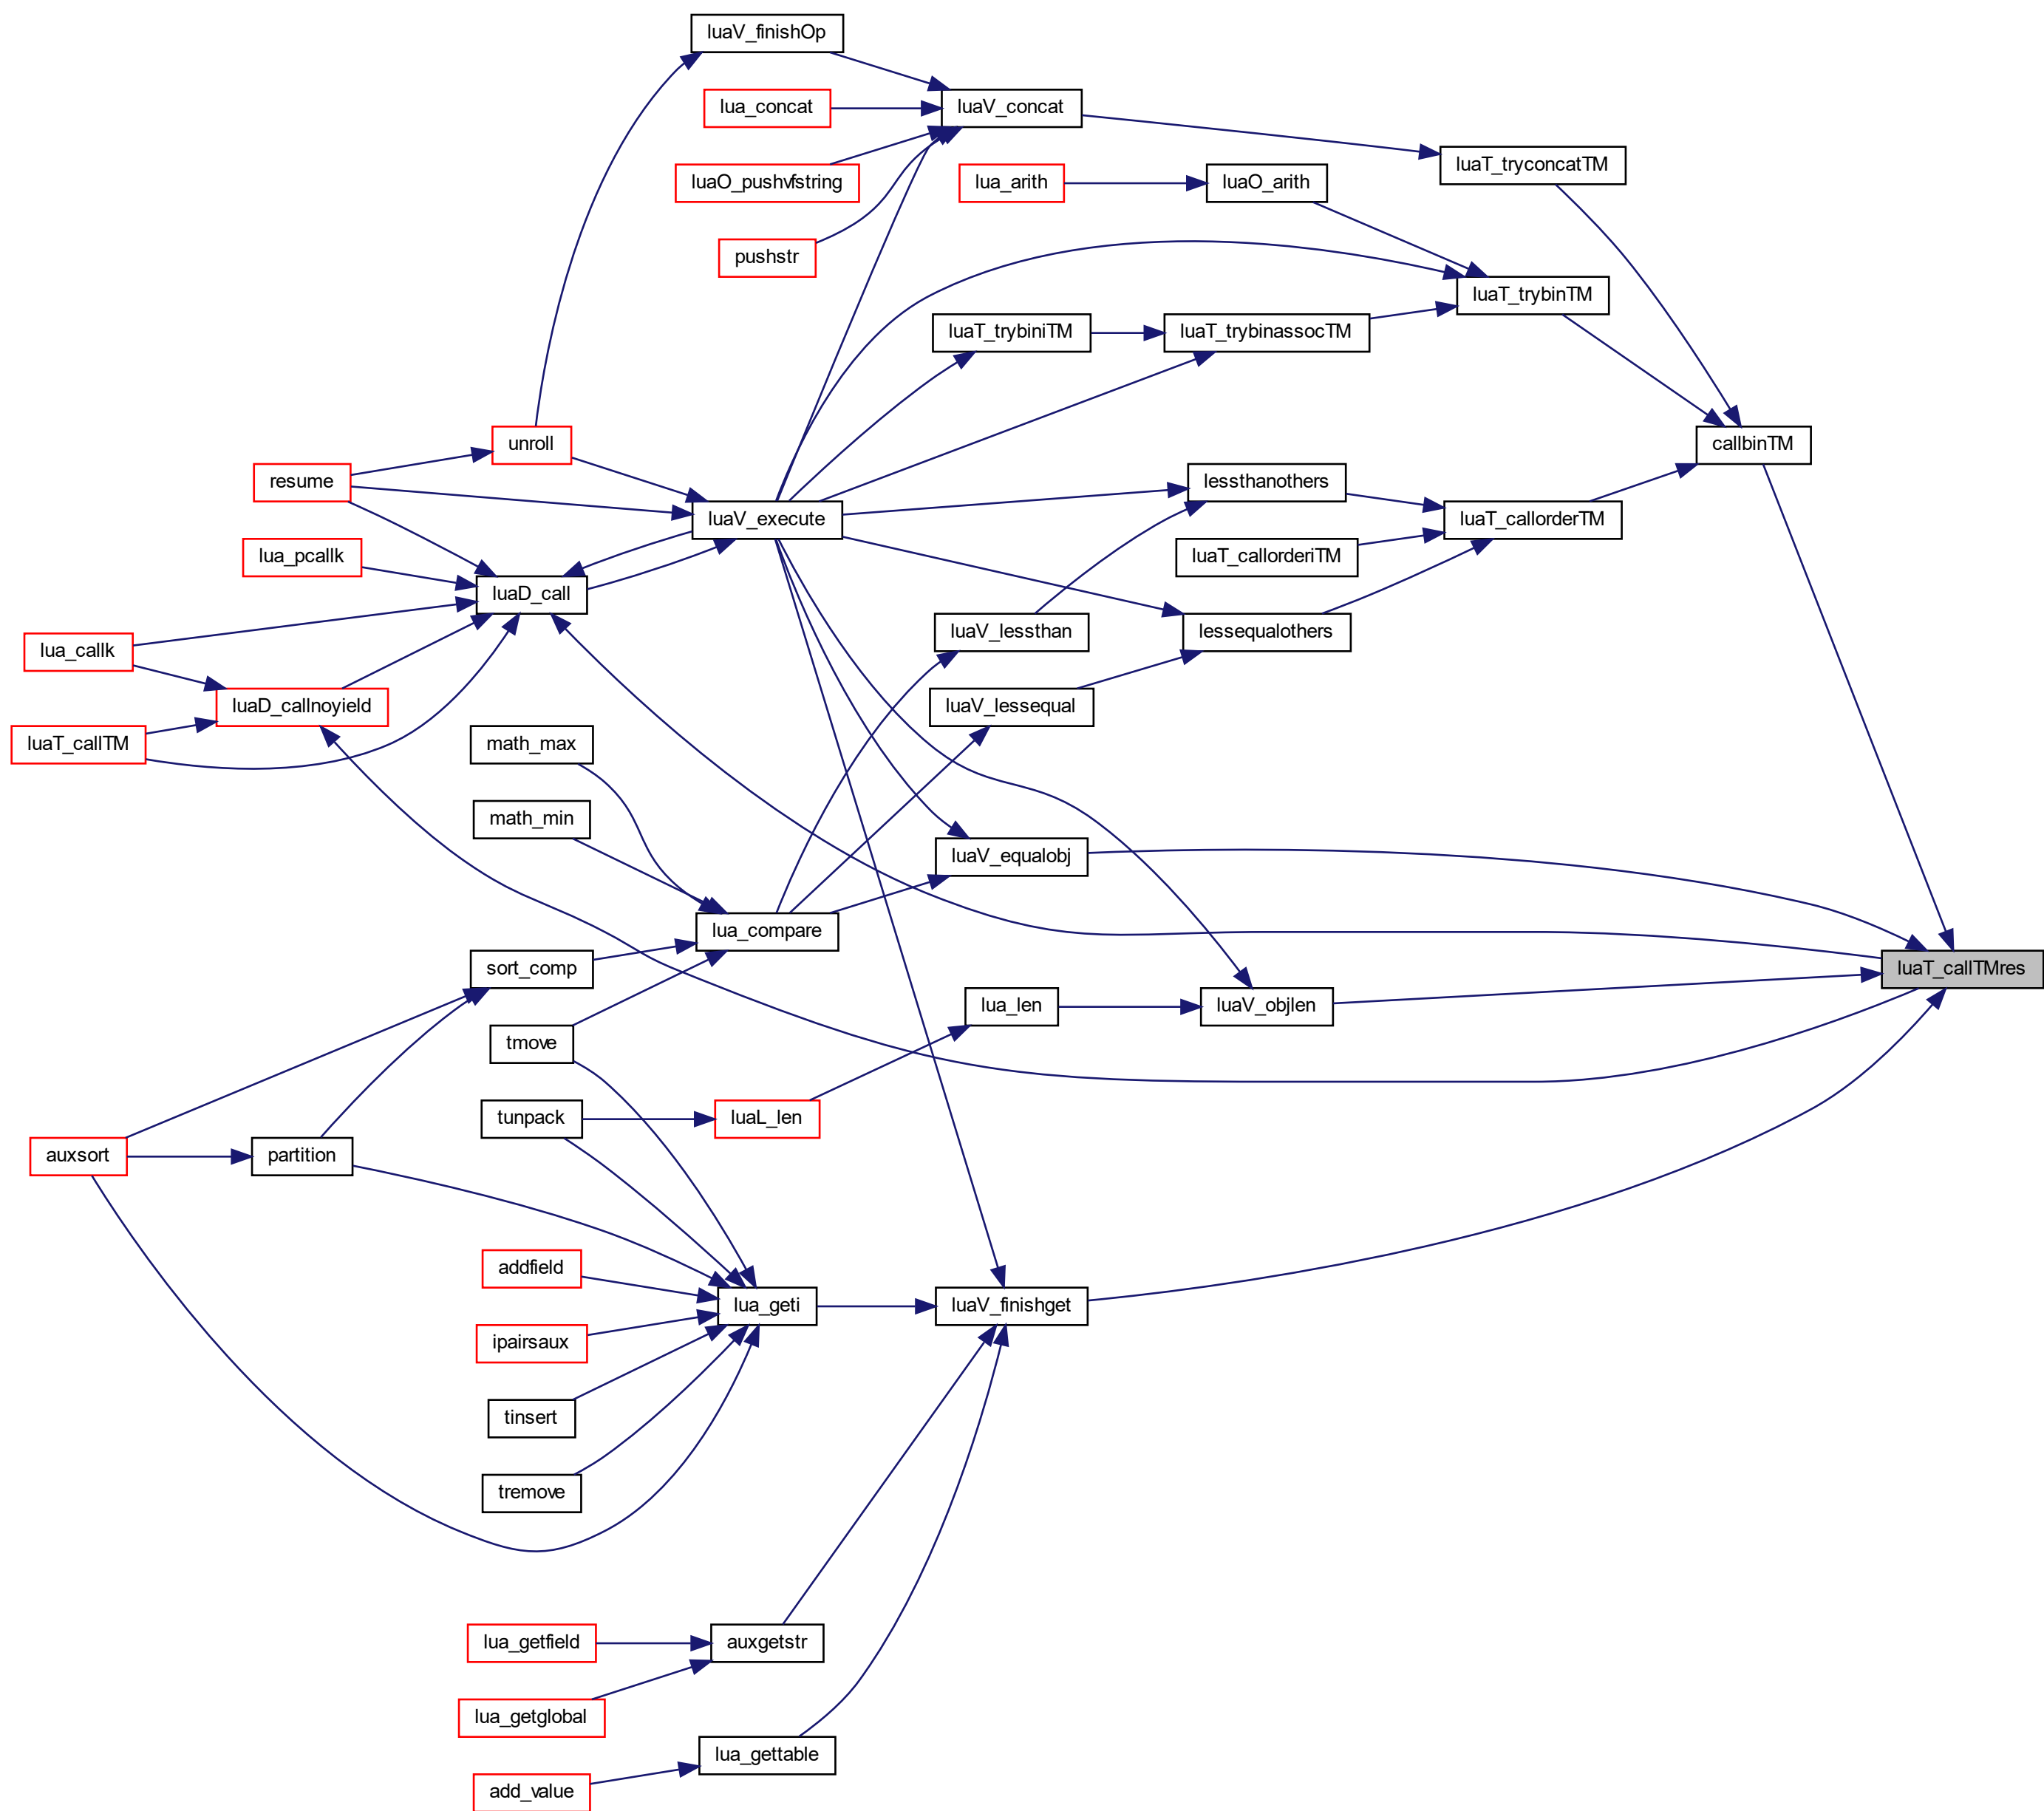 luaV_finishOp
lua_concat
luaV_concat
luaO_pushvfstring
lua_arith
luaO_arith
luaT_tryconcatTM
pushstr
luaT_trybinTM
luaT_trybiniTM
luaT_trybinassocTM
unroll
callbinTM
resume
lessthanothers
luaV_execute
luaT_callorderTM
lua_pcallk
luaT_callorderiTM
luaD_call
lua_callk
luaV_lessthan
lessequalothers
luaD_callnoyield
luaV_lessequal
luaT_callTM
math_max
math_min
luaV_equalobj
lua_compare
sort_comp
luaT_callTMres
tmove
lua_len
luaV_objlen
tunpack
luaL_len
auxsort
partition
addfield
lua_geti
luaV_finishget
ipairsaux
tinsert
tremove
lua_getfield
auxgetstr
lua_getglobal
lua_gettable
add_value